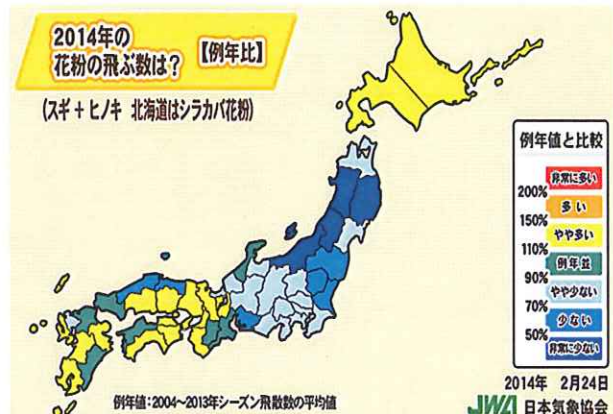 2014年の
花粉の飛ぶ数は？ 【例年比】
(スギ + ヒノキ 北海道はシラカバ花粉)
例年値と比較
非常に多い
200%
多い
150%
やや多い
110%
例年並
90%
やや少ない
70%
少ない
50%
非常に少ない
例年値：2004～2013年シーズン飛散数の平均値
2014年 2月24日
JWA 日本気象協会